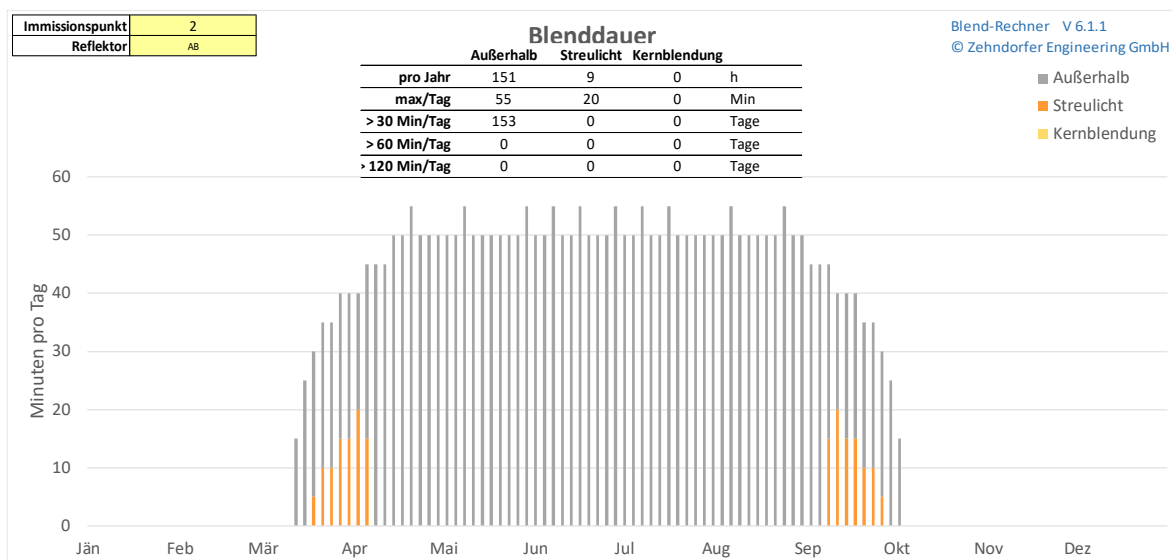 Immissionspunkt 2
Reflektor AB
Blenddauer
Blend-Rechner V 6.1.1
© Zehndorfer Engineering GmbH
Außerhalb Streulicht Kernblendung
pro Jahr 151 9 0 h
max/Tag 55 20 0 Min
> 30 Min/Tag 153 0 0 Tage
> 60 Min/Tag 0 0 0 Tage
> 120 Min/Tag 0 0 0 Tage
Außerhalb
Streulicht
Kernblendung
Minuten pro Tag
60
50
40
30
20
10
0
Jän Feb Mär Apr Mai Jun Jul Aug Sep Okt Nov Dez